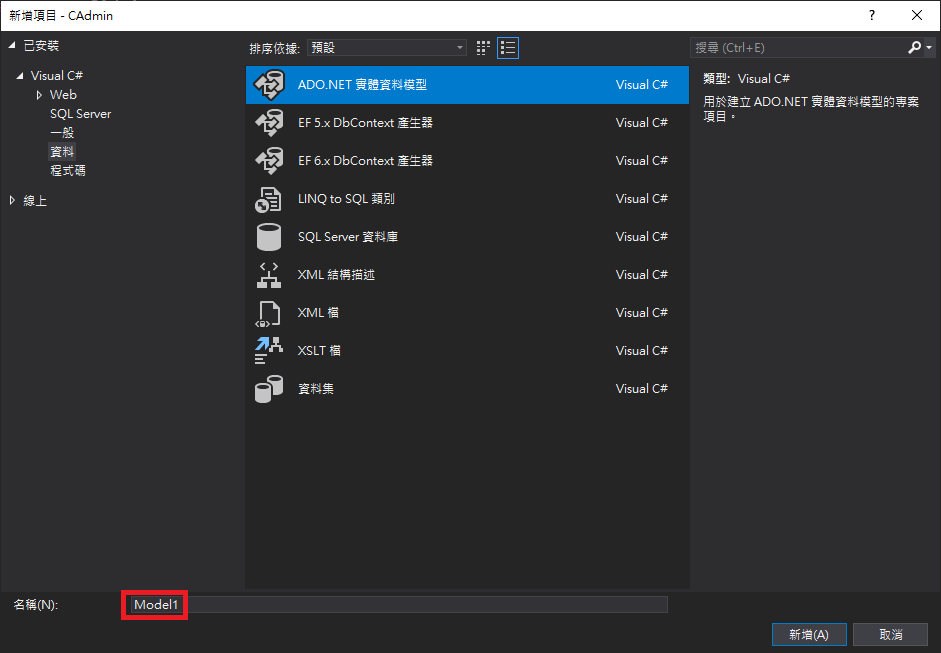 新增項目 - CAdmin
?
已安裝
Visual C#
Web
SQL Server
一般
資料
程式碼
線上
排序依據: 預設
ADO.NET 實體資料模型 Visual C#
EF 5.x DbContext 產生器 Visual C#
EF 6.x DbContext 產生器 Visual C#
LINQ to SQL 類別 Visual C#
SQL Server 資料庫 Visual C#
XML 結構描述 Visual C#
XML 檔 Visual C#
XSLT 檔 Visual C#
資料集 Visual C#
搜尋 (Ctrl+E)
類型: Visual C#
用於建立 ADO.NET 實體資料模型的專案
項目。
名稱(N): Model1
新增(A) 取消